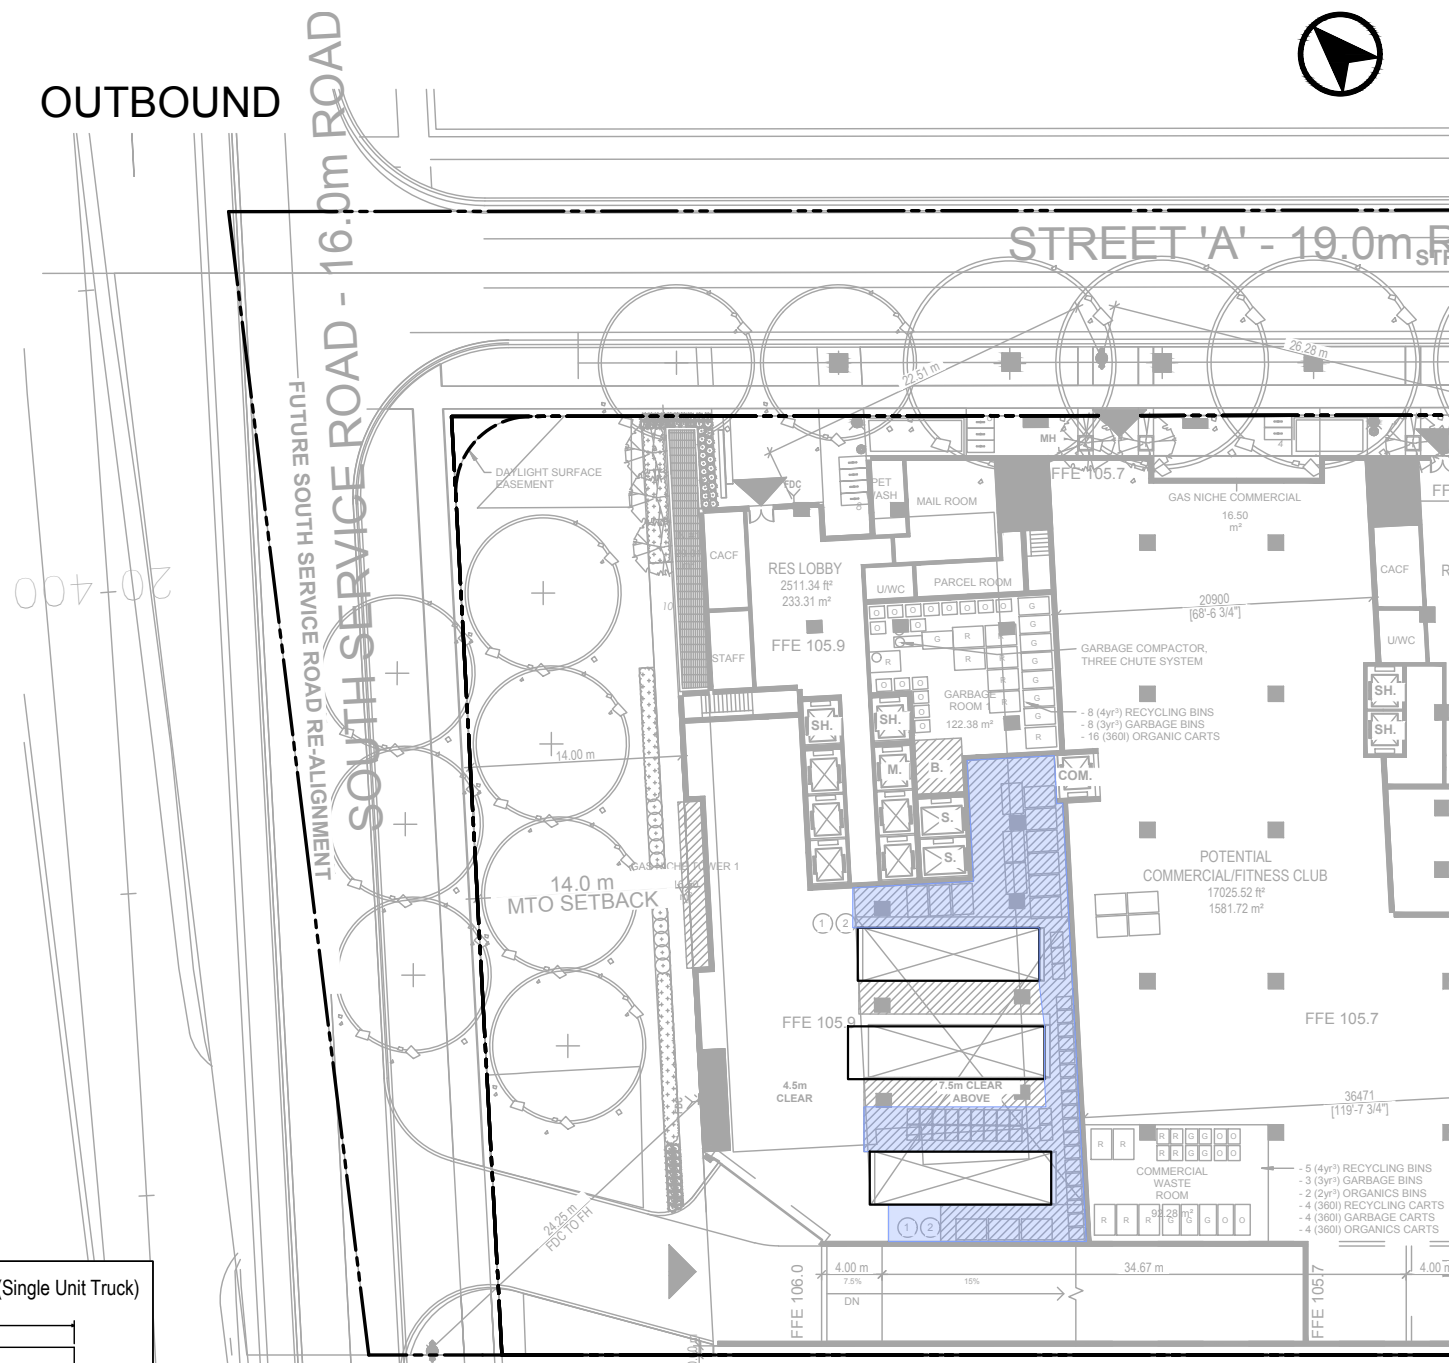 OUTBOUND
SOUTH SERVICE ROAD - 16.0m ROAD
FUTURE SOUTH SERVICE ROAD RE-ALIGNMENT
STREET 'A' - 19.0m
20-400
22.51 m
26.28 m
DAYLIGHT SURFACE
EASEMENT
FDC
MH
FFE 105.7
GAS NICHE COMMERCIAL
16.50
m²
PET
MAIL ROOM
CACF
RES LOBBY
2511.34 ft²
233.31 m²
FFE 105.9
U/WC
PARCEL ROOM
STAFF
O O O O O O O O
G
G
G
G
G
G
G
R
GARBAGE
ROOM
122.38 m²
GARBAGE COMPACTOR,
THREE CHUTE SYSTEM
- 8 (4yr³) RECYCLING BINS
- 8 (3yr³) GARBAGE BINS
- 16 (360l) ORGANIC CARTS
20900
[68'-6 3/4"]
CACF
U/WC
SH.
SH.
SH.
SH.
M.
B.
S.
S.
COM.
14.00 m
14.0 m
MTO SETBACK
POTENTIAL
COMMERCIAL/FITNESS CLUB
17025.52 ft²
1581.72 m²
1 2
FFE 105.9
FFE 105.7
4.5m
CLEAR
7.5m CLEAR
ABOVE
36471
[119'-7 3/4"]
R R
R R G G O O
R R G G O O
COMMERCIAL
WASTE
ROOM
92.28 m²
R R R G G G O O
- 5 (4yr³) RECYCLING BINS
- 3 (3yr³) GARBAGE BINS
- 2 (2yr³) ORGANICS BINS
- 4 (360l) RECYCLING CARTS
- 4 (360l) GARBAGE CARTS
- 4 (360l) ORGANICS CARTS
24.25 m
FDC TO FH
1 2
FFE 106.0
4.00 m
7.5%
DN
15%
34.67 m
FFE 105.7
4.00 m
(Single Unit Truck)